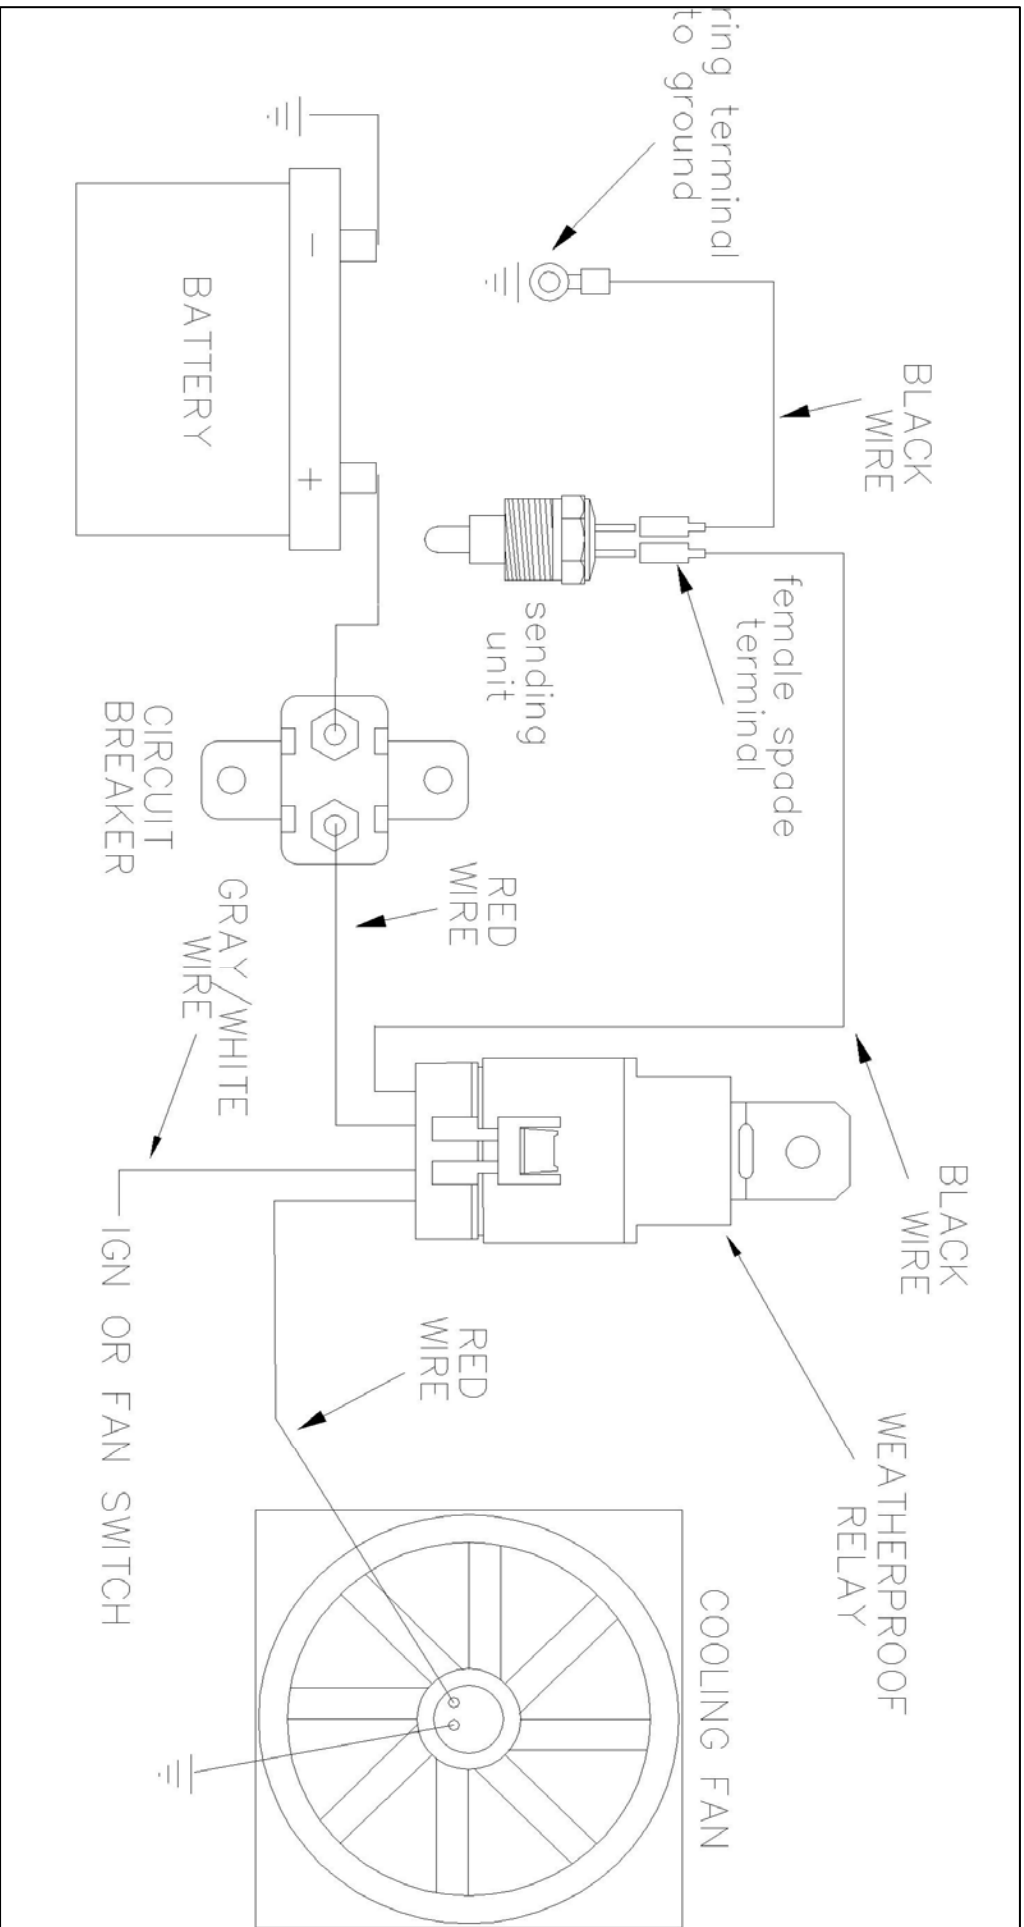 ring terminal
to ground
BLACK
WIRE
BLACK
WIRE
WEATHERPROOF
RELAY
COOLING FAN
female spade
terminal
sending
unit
RED
WIRE
RED
WIRE
-
+
BATTERY
CIRCUIT
BREAKER
GRAY/WHITE
WIRE
IGN OR FAN SWITCH